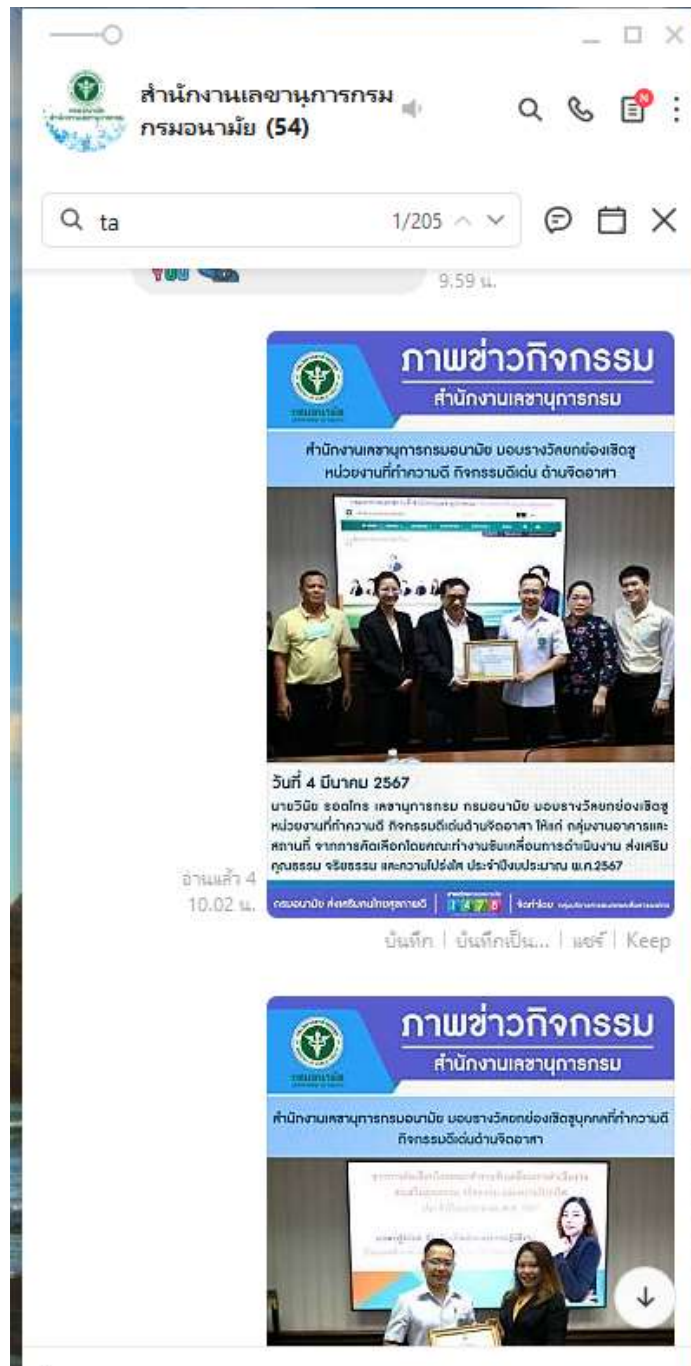 สำนักงานเลขานุการกรม
กรมอนามัย (54)
N
ta
1/205
9.59 น.
ภาพข่าวกิจกรรม
สำนักงานเลขานุการกรม
กรมอนามัย
สำนักงานเลขานุการกรมอนามัย มอบรางวัลยกย่องเชิดชู
หน่วยงานที่ทำความดี กิจกรรมดีเด่น ด้านจิตอาสา
วันที่ 4 มีนาคม 2567
นายวินัย รอดไทร เลขานุการกรม กรมอนามัย มอบรางวัลยกย่องเชิดชู
หน่วยงานที่ทำความดี กิจกรรมดีเด่นด้านจิตอาสา ให้แก่ กลุ่มงานอาคารและ
สถานที่ จากการคัดเลือกโดยคณะทำงานขับเคลื่อนการดำเนินงาน ส่งเสริม
คุณธรรม จริยธรรม และความโปร่งใส ประจำปีงบประมาณ พ.ศ.2567
อ่านแล้ว 4
10.02 น.
กรมอนามัย ส่งเสริมคนไทยสุขภาพดี
1478
จัดทำโดย
บันทึก | บันทึกเป็น... | แชร์ | Keep
ภาพข่าวกิจกรรม
สำนักงานเลขานุการกรม
กรมอนามัย
สำนักงานเลขานุการกรมอนามัย มอบรางวัลยกย่องเชิดชูบุคคลที่ทำความดี
กิจกรรมดีเด่นด้านจิตอาสา